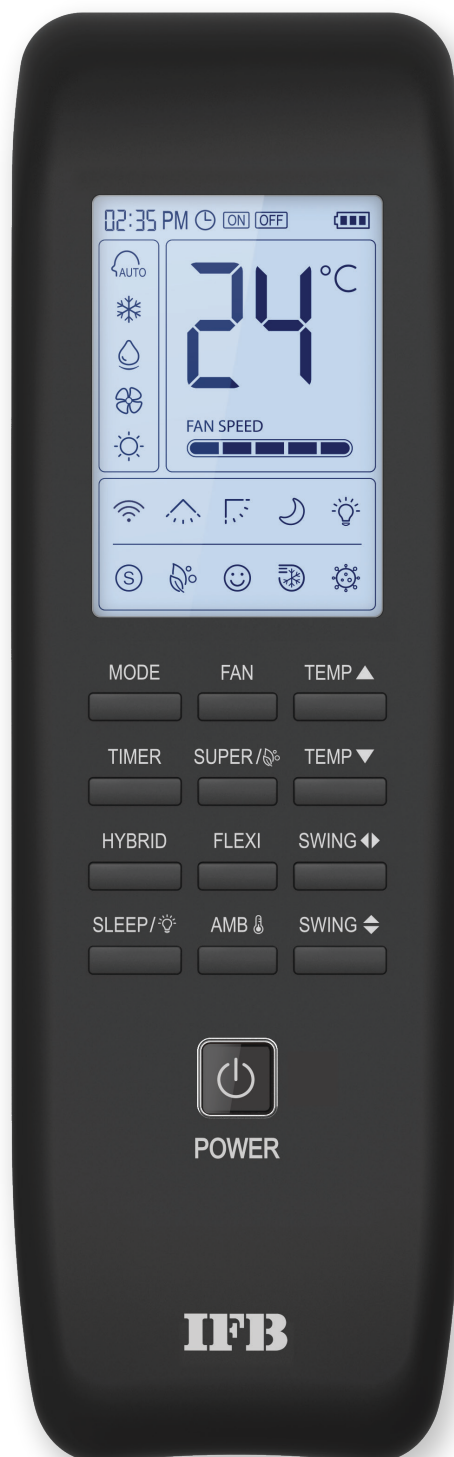 02:35 PM ON OFF
AUTO
24°C
FAN SPEED
S
MODE FAN TEMP ▲
TIMER SUPER/ TEMP ▼
HYBRID FLEXI SWING ◀▶
SLEEP/ AMB SWING ▲▼
POWER
IFB